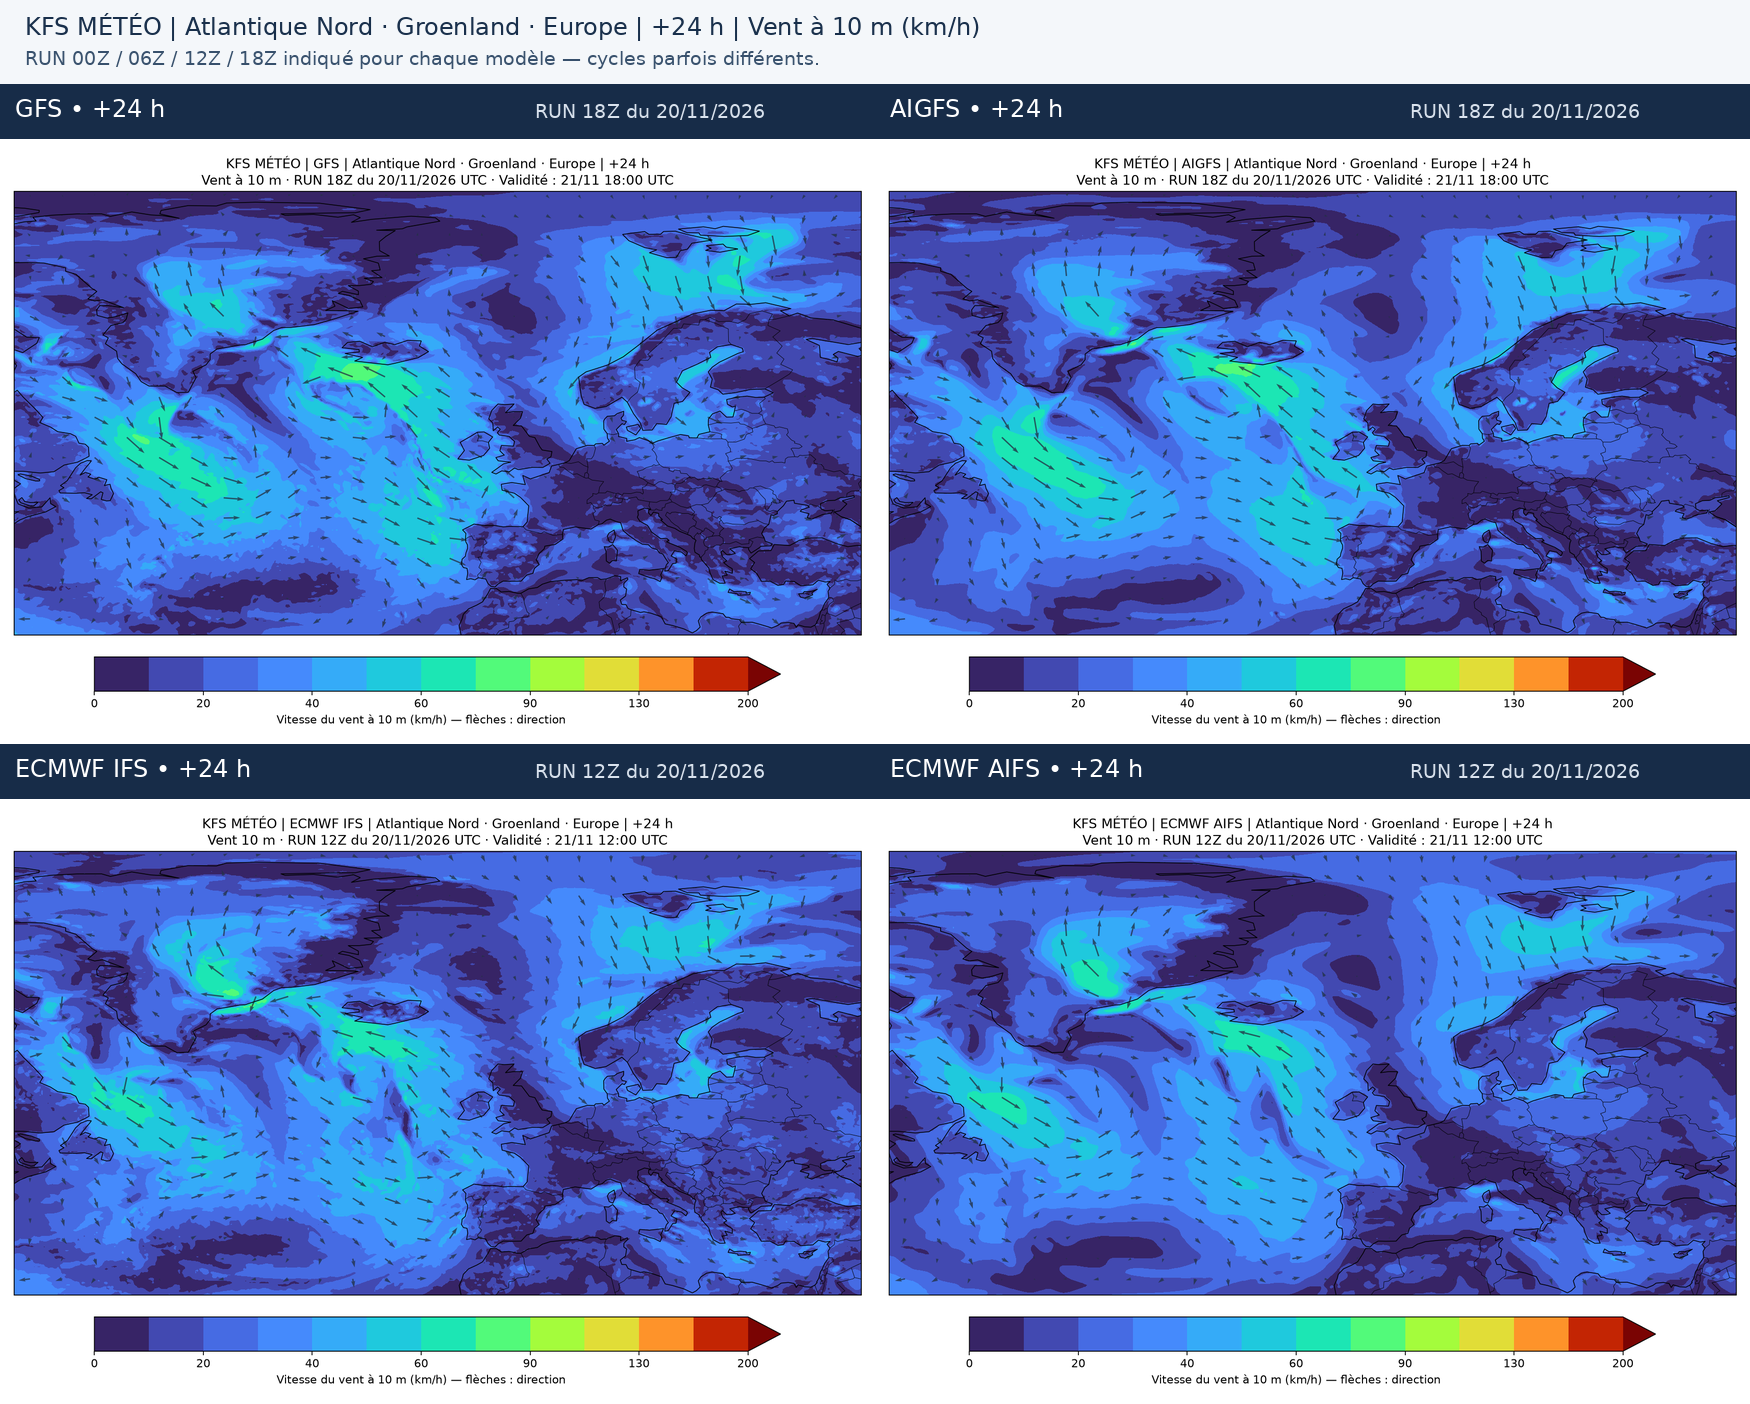 KFS MÉTÉO | Atlantique Nord · Groenland · Europe | +24 h | Vent à 10 m (km/h)
RUN 00Z / 06Z / 12Z / 18Z indiqué pour chaque modèle — cycles parfois différents.
GFS • +24 h
RUN 18Z du 20/11/2026
AIGFS • +24 h
RUN 18Z du 20/11/2026
KFS MÉTÉO | GFS | Atlantique Nord · Groenland · Europe | +24 h
Vent à 10 m · RUN 18Z du 20/11/2026 UTC · Validité : 21/11 18:00 UTC
0 20 40 60 90 130 200
Vitesse du vent à 10 m (km/h) — flèches : direction
KFS MÉTÉO | AIGFS | Atlantique Nord · Groenland · Europe | +24 h
Vent à 10 m · RUN 18Z du 20/11/2026 UTC · Validité : 21/11 18:00 UTC
0 20 40 60 90 130 200
Vitesse du vent à 10 m (km/h) — flèches : direction
ECMWF IFS • +24 h
RUN 12Z du 20/11/2026
ECMWF AIFS • +24 h
RUN 12Z du 20/11/2026
KFS MÉTÉO | ECMWF IFS | Atlantique Nord · Groenland · Europe | +24 h
Vent 10 m · RUN 12Z du 20/11/2026 UTC · Validité : 21/11 12:00 UTC
0 20 40 60 90 130 200
Vitesse du vent à 10 m (km/h) — flèches : direction
KFS MÉTÉO | ECMWF AIFS | Atlantique Nord · Groenland · Europe | +24 h
Vent 10 m · RUN 12Z du 20/11/2026 UTC · Validité : 21/11 12:00 UTC
0 20 40 60 90 130 200
Vitesse du vent à 10 m (km/h) — flèches : direction